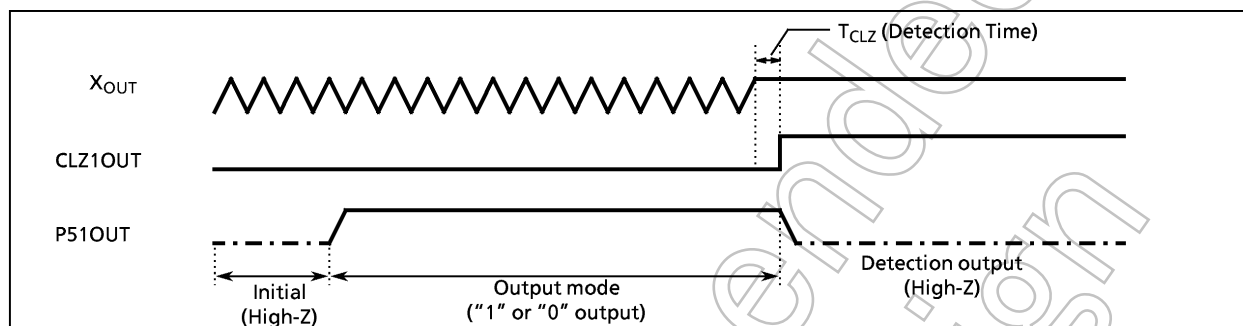 T_CLZ (Detection Time)
X_OUT
CLZ1OUT
P51OUT
Initial
(High-Z)
Output mode
("1" or "0" output)
Detection output
(High-Z)